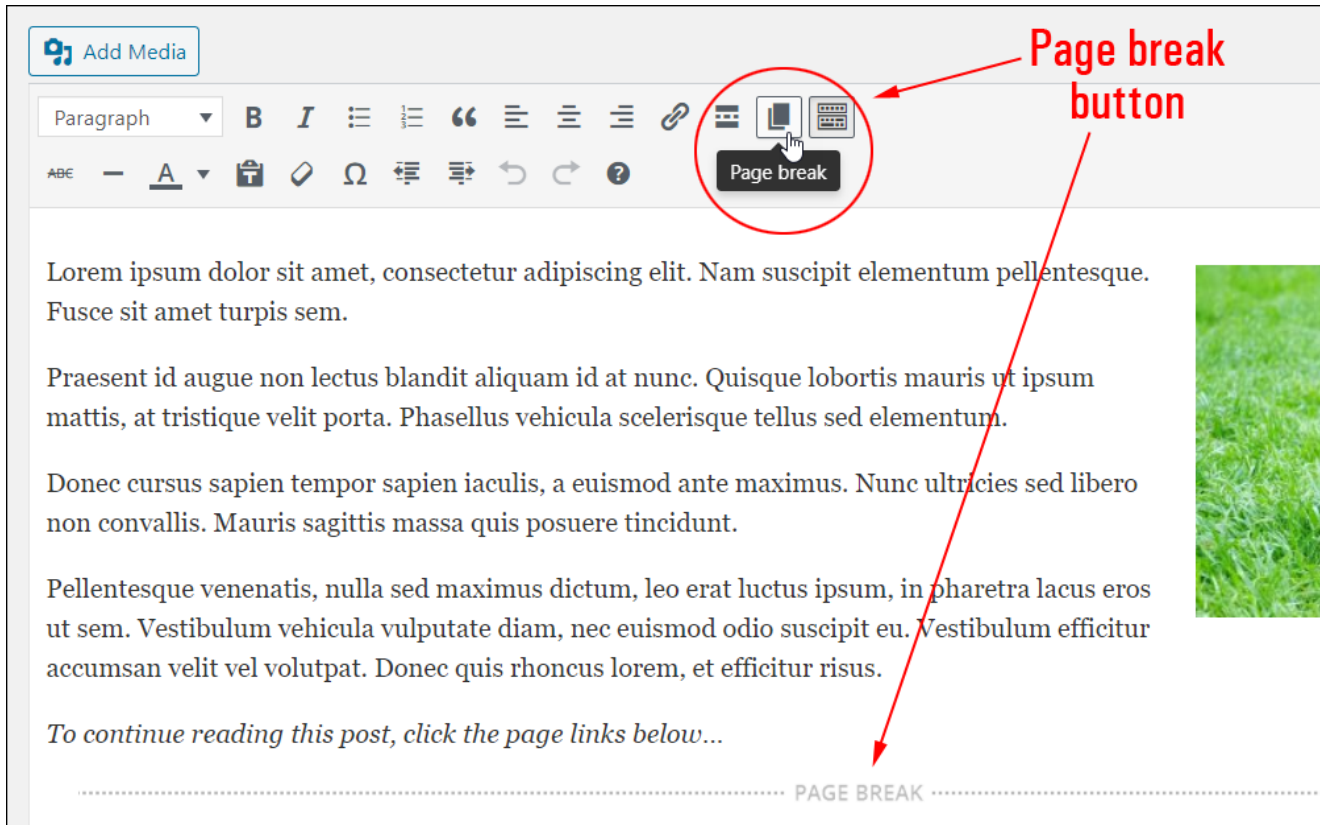 Add Media
Page break
button
Paragraph
B I
ABC A Ω ?
Page break
Lorem ipsum dolor sit amet, consectetur adipiscing elit. Nam suscipit elementum pellentesque.
Fusce sit amet turpis sem.
Praesent id augue non lectus blandit aliquam id at nunc. Quisque lobortis mauris ut ipsum
mattis, at tristique velit porta. Phasellus vehicula scelerisque tellus sed elementum.
Donec cursus sapien tempor sapien iaculis, a euismod ante maximus. Nunc ultricies sed libero
non convallis. Mauris sagittis massa quis posuere tincidunt.
Pellentesque venenatis, nulla sed maximus dictum, leo erat luctus ipsum, in pharetra lacus eros
ut sem. Vestibulum vehicula vulputate diam, nec euismod odio suscipit eu. Vestibulum efficitur
accumsan velit vel volutpat. Donec quis rhoncus lorem, et efficitur risus.
To continue reading this post, click the page links below...
PAGE BREAK